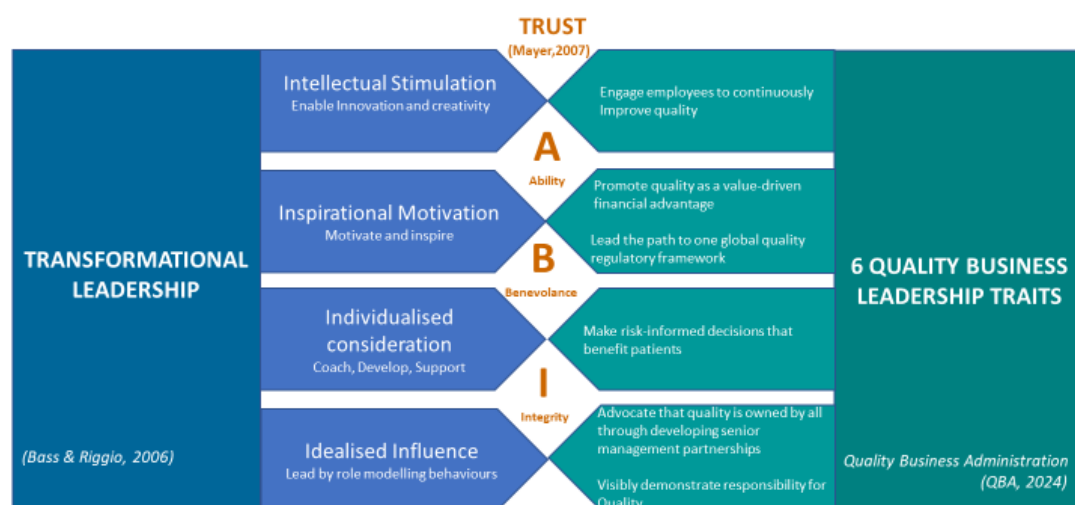 TRUST
(Mayer,2007)
TRANSFORMATIONAL
LEADERSHIP
(Bass & Riggio, 2006)
Intellectual Stimulation
Enable Innovation and creativity
Inspirational Motivation
Motivate and inspire
Individualised
consideration
Coach, Develop, Support
Idealised Influence
Lead by role modelling behaviours
A
Ability
B
Benevolance
I
Integrity
Engage employees to continuously
Improve quality
Promote quality as a value-driven
financial advantage
Lead the path to one global quality
regulatory framework
Make risk-informed decisions that
benefit patients
Advocate that quality is owned by all
through developing senior
management partnerships
Visibly demonstrate responsibility for
Quality
6 QUALITY BUSINESS
LEADERSHIP TRAITS
Quality Business Administration
(QBA, 2024)